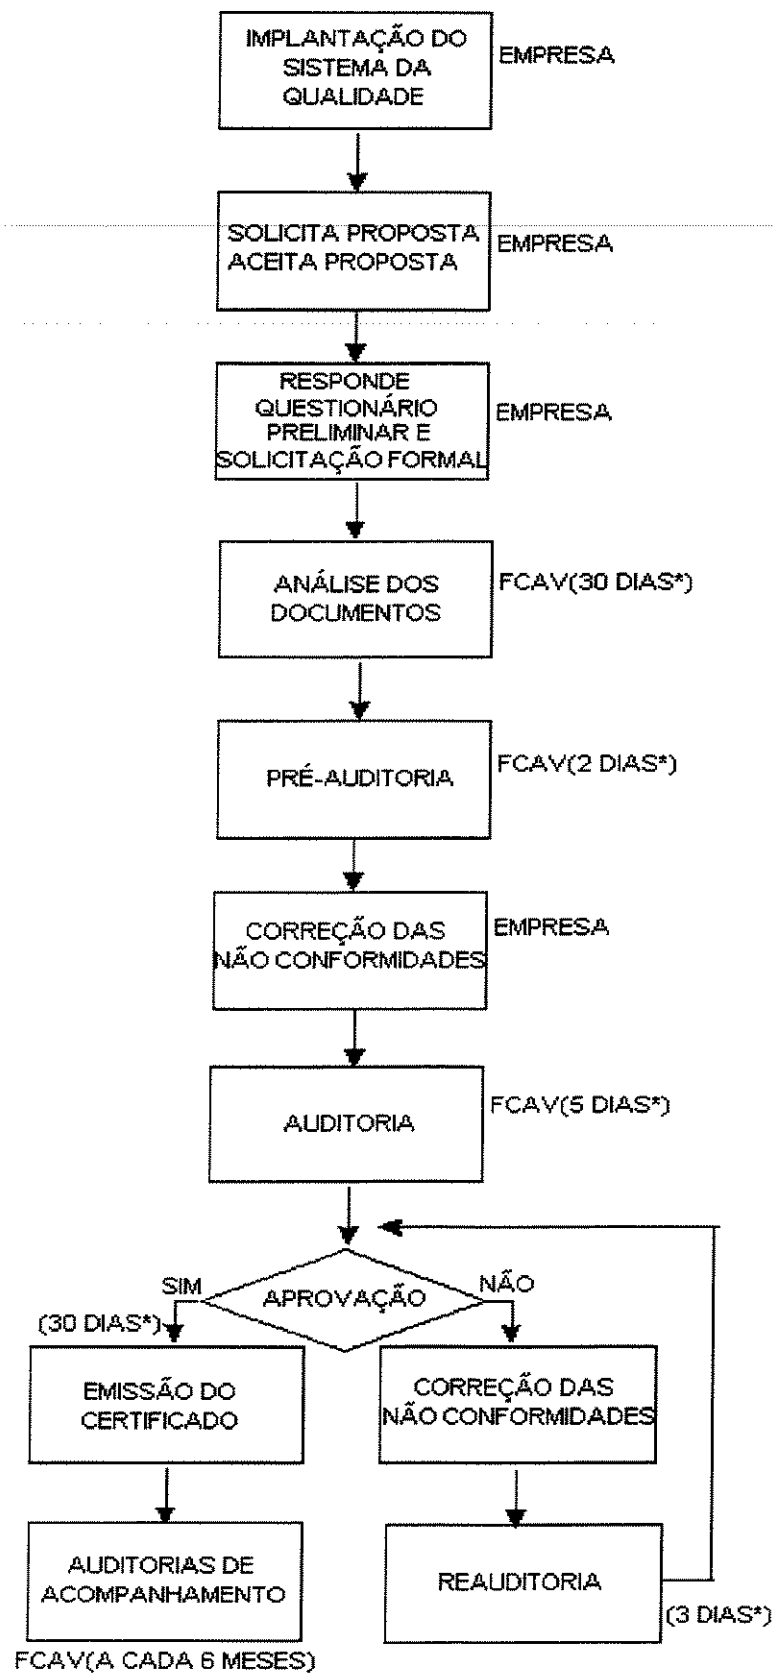 IMPLANTAÇÃO DO
SISTEMA DA
QUALIDADE
EMPRESA
SOLICITA PROPOSTA
ACEITA PROPOSTA
EMPRESA
RESPONDE
QUESTIONÁRIO
PRELIMINAR E
SOLICITAÇÃO FORMAL
EMPRESA
ANÁLISE DOS
DOCUMENTOS
FCAV(30 DIAS*)
PRÉ-AUDITORIA
FCAV(2 DIAS*)
CORREÇÃO DAS
NÃO CONFORMIDADES
EMPRESA
AUDITORIA
FCAV(5 DIAS*)
SIM
APROVAÇÃO
NÃO
(30 DIAS*)
EMISSÃO DO
CERTIFICADO
CORREÇÃO DAS
NÃO CONFORMIDADES
AUDITORIAS DE
ACOMPANHAMENTO
FCAV(A CADA 6 MESES)
REAUDITORIA
(3 DIAS*)